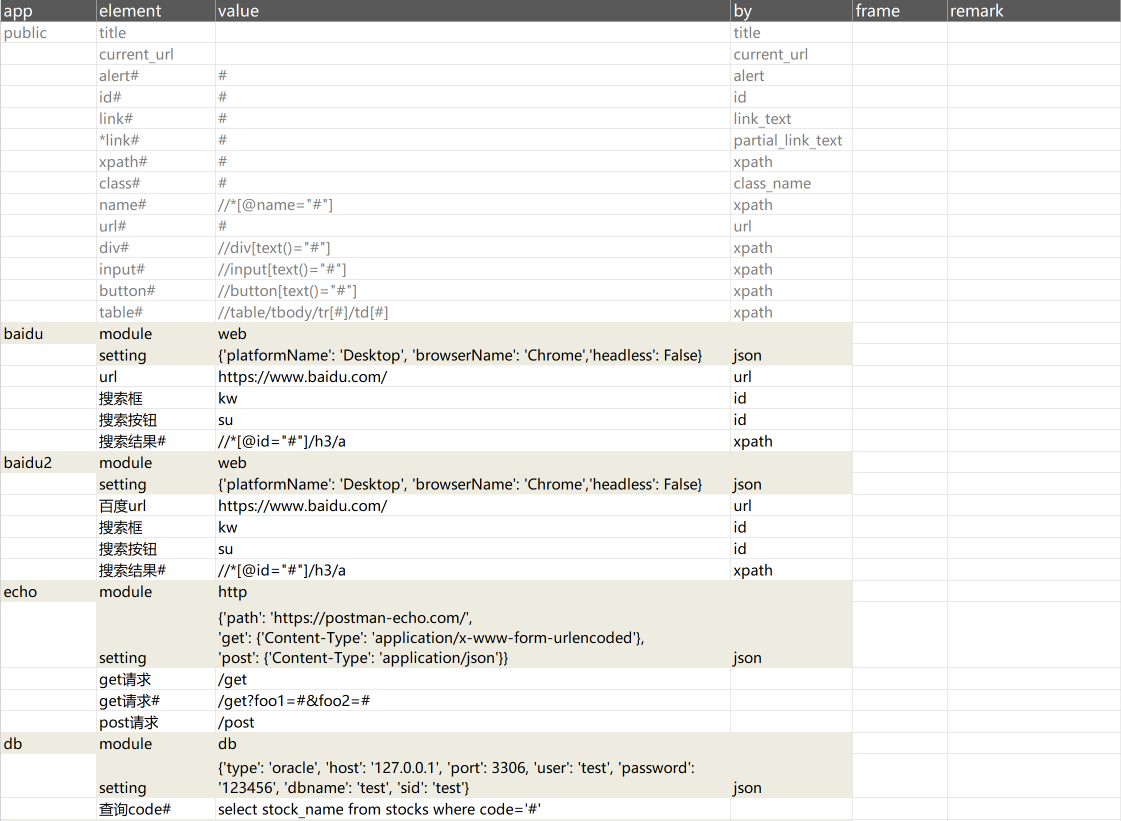 app element value by frame remark
public title title
current_url current_url
alert# # alert
id# # id
link# # link_text
*link# # partial_link_text
xpath# # xpath
class# # class_name
name# //*[@name="#"] xpath
url# # url
div# //div[text()="#"] xpath
input# //input[text()="#"] xpath
button# //button[text()="#"] xpath
table# //table/tbody/tr[#]/td[#] xpath
baidu module web
setting {'platformName': 'Desktop', 'browserName': 'Chrome','headless': False} json
url https://www.baidu.com/ url
搜索框 kw id
搜索按钮 su id
搜索结果# //*[@id="#"]/h3/a xpath
baidu2 module web
setting {'platformName': 'Desktop', 'browserName': 'Chrome','headless': False} json
百度url https://www.baidu.com/ url
搜索框 kw id
搜索按钮 su id
搜索结果# //*[@id="#"]/h3/a xpath
echo module http
{'path': 'https://postman-echo.com/',
'get': {'Content-Type': 'application/x-www-form-urlencoded'},
setting 'post': {'Content-Type': 'application/json'}} json
get请求 /get
get请求# /get?foo1=#&foo2=#
post请求 /post
db module db
{'type': 'oracle', 'host': '127.0.0.1', 'port': 3306, 'user': 'test', 'password':
setting '123456', 'dbname': 'test', 'sid': 'test'} json
查询code# select stock_name from stocks where code='#'